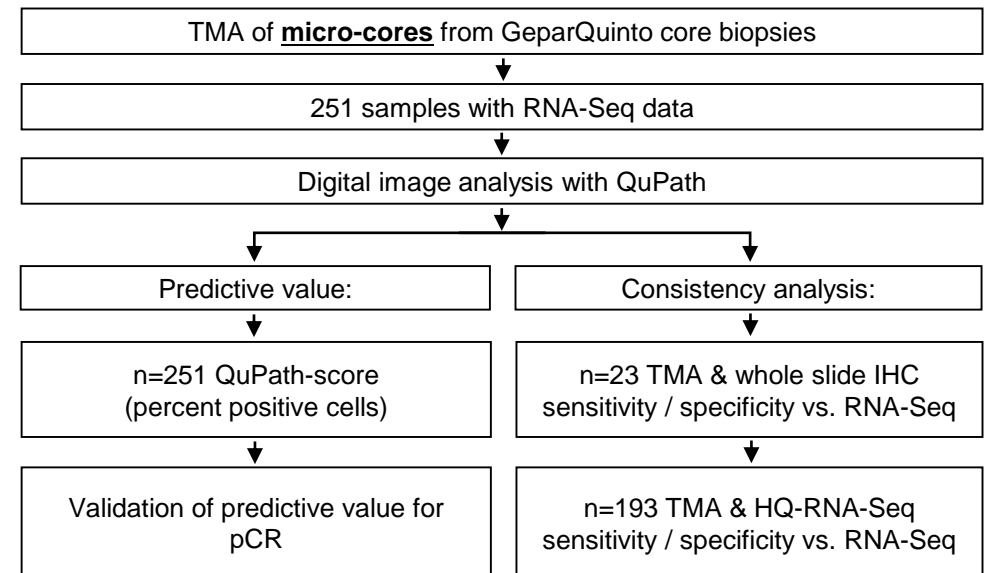 TMA of micro-cores from GeparQuinto core biopsies
251 samples with RNA-Seq data
Digital image analysis with QuPath
Predictive value:
Consistency analysis:
n=251 QuPath-score
(percent positive cells)
n=23 TMA & whole slide IHC
sensitivity / specificity vs. RNA-Seq
Validation of predictive value for
pCR
n=193 TMA & HQ-RNA-Seq
sensitivity / specificity vs. RNA-Seq